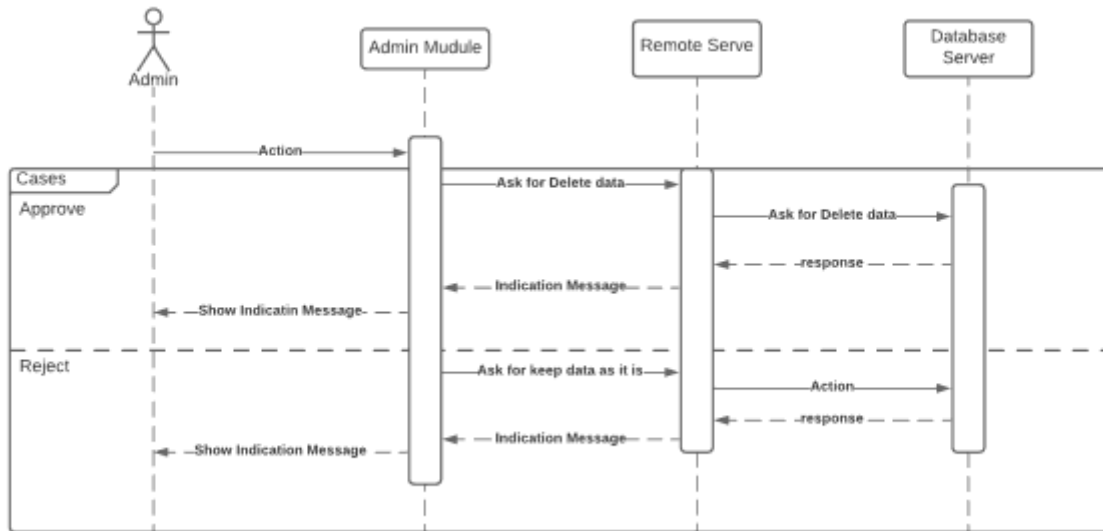 Admin
Admin Mudule
Remote Serve
Database
Server
Action
Cases
Approve
Ask for Delete data
Ask for Delete data
response
Indication Message
Show Indicatin Message
Reject
Ask for keep data as it is
Action
response
Indication Message
Show Indication Message